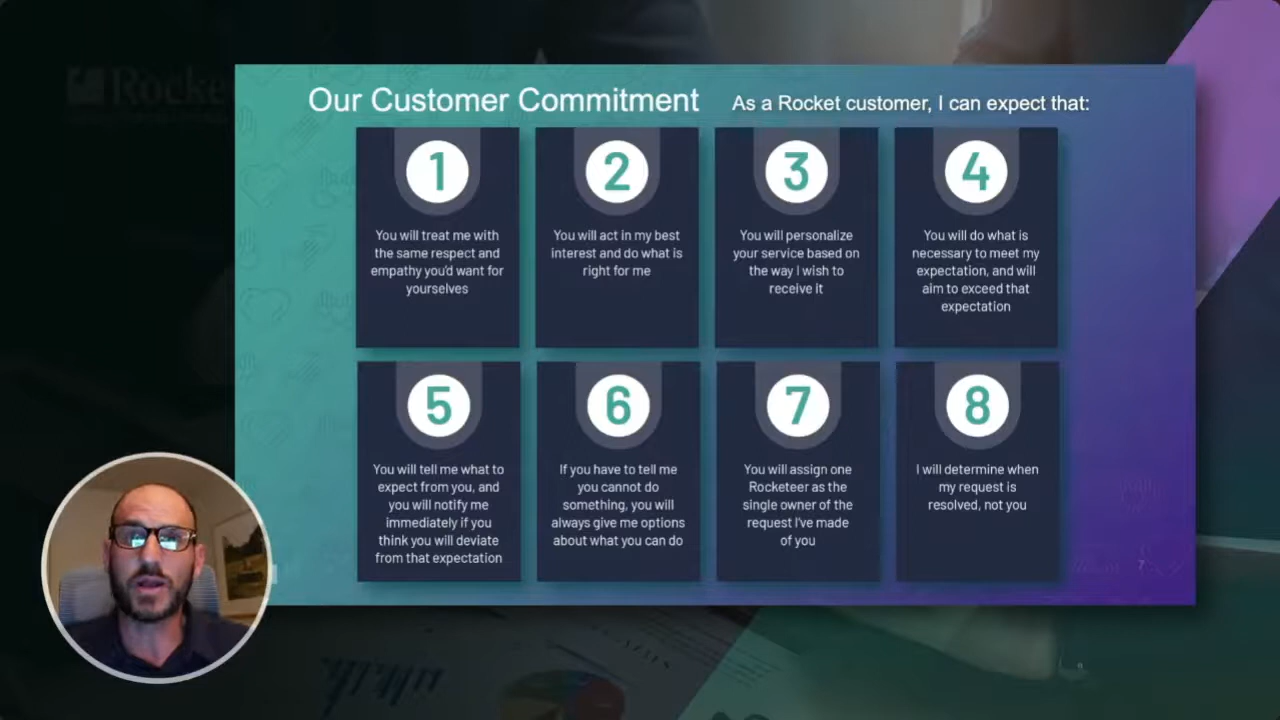 Rocke
Our Customer Commitment
As a Rocket customer, I can expect that:
1
You will treat me with
the same respect and
empathy you'd want for
yourselves
2
You will act in my best
interest and do what is
right for me
3
You will personalize
your service based on
the way I wish to
receive it
4
You will do what is
necessary to meet my
expectation, and will
aim to exceed that
expectation
5
You will tell me what to
expect from you, and
you will notify me
immediately if you
think you will deviate
from that expectation
6
If you have to tell me
you cannot do
something, you will
always give me options
about what you can do
7
You will assign one
Rocketeer as the
single owner of the
request I've made
of you
8
I will determine when
my request is
resolved, not you